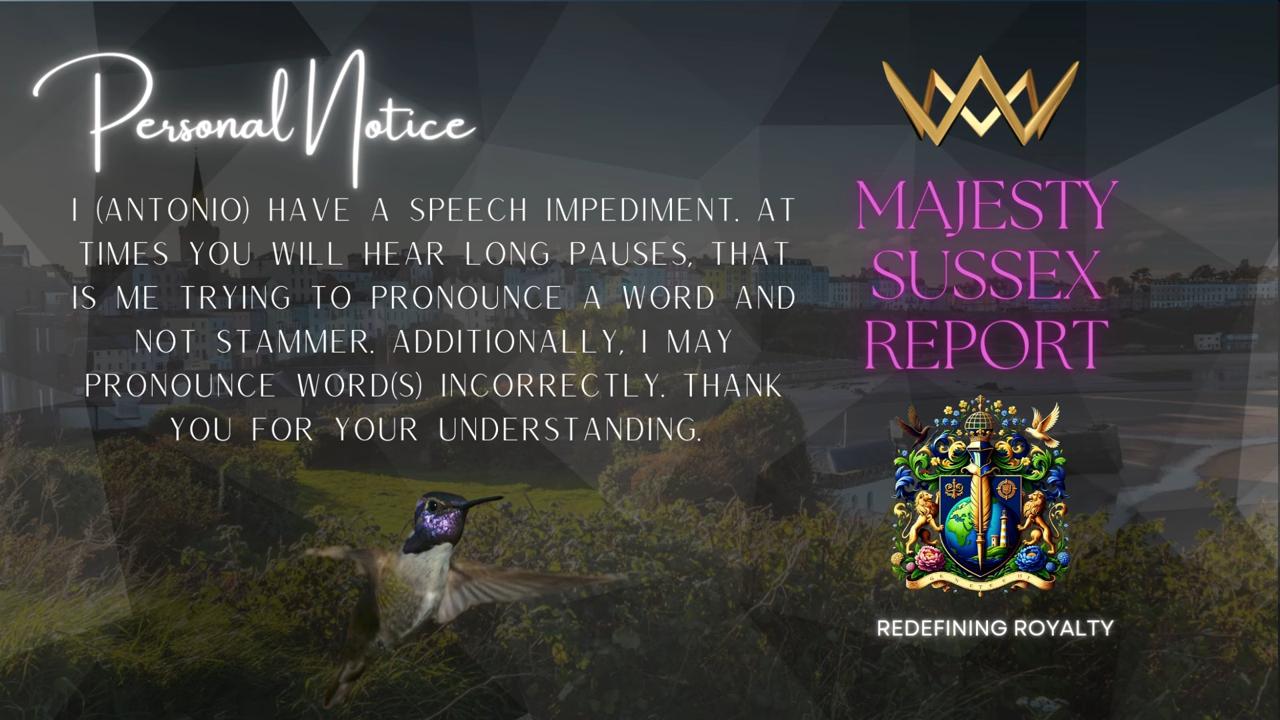 Personal Notice
I (ANTONIO) HAVE A SPEECH IMPEDIMENT. AT
TIMES YOU WILL HEAR LONG PAUSES, THAT
IS ME TRYING TO PRONOUNCE A WORD AND
NOT STAMMER. ADDITIONALLY, I MAY
PRONOUNCE WORD(S) INCORRECTLY. THANK
YOU FOR YOUR UNDERSTANDING.
MAJESTY
SUSSEX
REPORT
REDEFINING ROYALTY